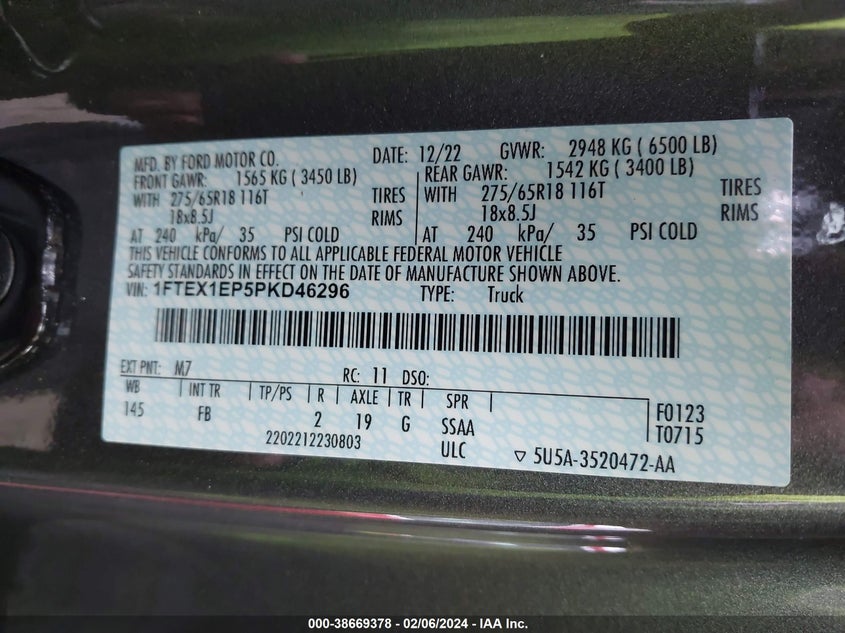 MFD. BY FORD MOTOR CO. DATE: 12/22 GVWR: 2948 KG ( 6500 LB)
FRONT GAWR: 1565 KG ( 3450 LB) REAR GAWR: 1542 KG ( 3400 LB)
WITH 275/65R18 116T TIRES WITH 275/65R18 116T TIRES
18x8.5J RIMS 18x8.5J RIMS
AT 240 kPa/ 35 PSI COLD AT 240 kPa/ 35 PSI COLD
THIS VEHICLE CONFORMS TO ALL APPLICABLE FEDERAL MOTOR VEHICLE
SAFETY STANDARDS IN EFFECT ON THE DATE OF MANUFACTURE SHOWN ABOVE.
VIN: 1FTEX1EP5PKD46296 TYPE: Truck
EXT PNT: M7 RC: 11 DSO:
WB INT TR TP/PS R AXLE TR SPR
145 FB 2 19 G SSAA F0123
2202212230803 ULC T0715
▽ 5U5A-3520472-AA
000-38669378 - 02/06/2024 - IAA Inc.